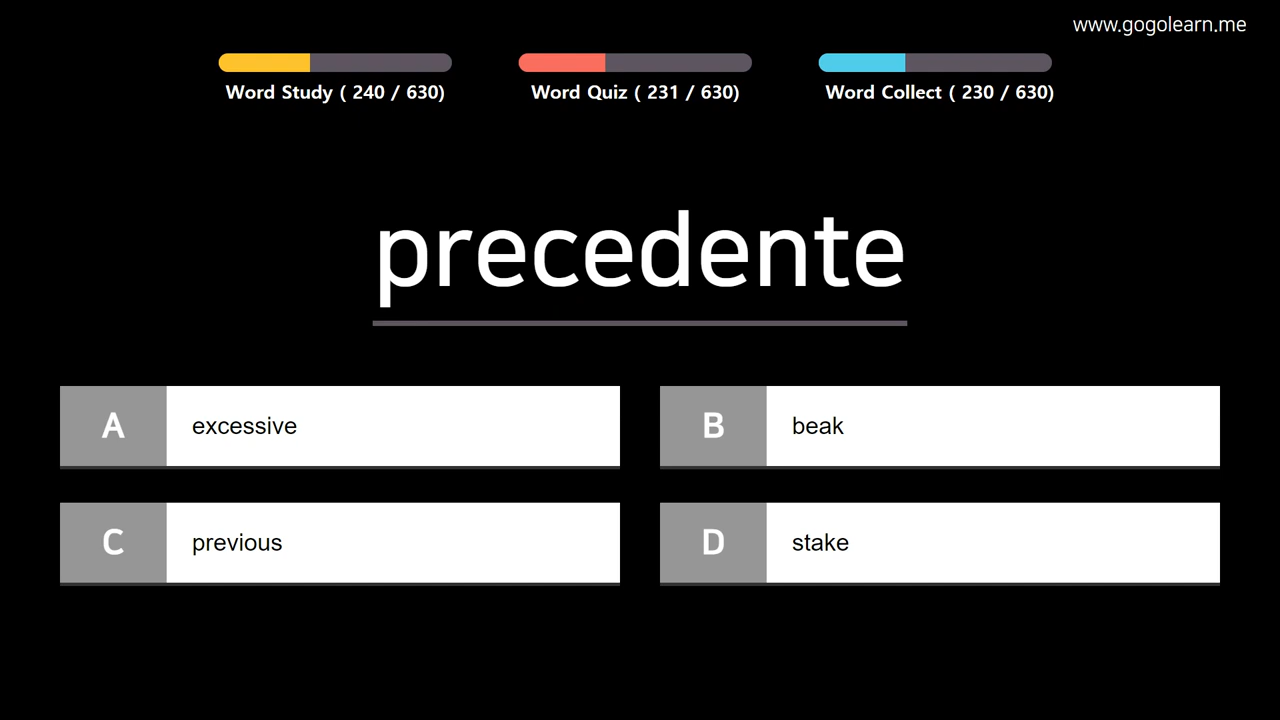 www.gogolearn.me
Word Study ( 240 / 630)
Word Quiz ( 231 / 630)
Word Collect ( 230 / 630)
precedente
A excessive
B beak
C previous
D stake